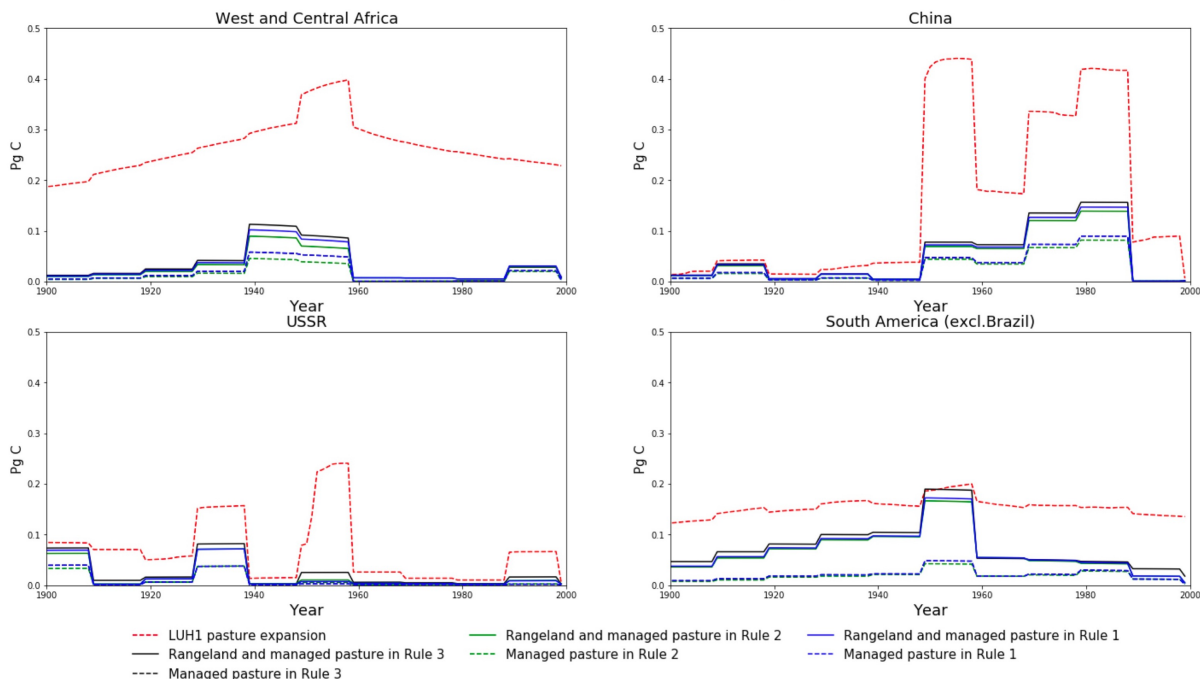 West and Central Africa
China
0.5
0.4
0.3
0.2
0.1
0.0
Pg C
1900 1920 1940 1960 1980 2000
Year
0.5
0.4
0.3
0.2
0.1
0.0
Pg C
1900 1920 1940 1960 1980 2000
Year
USSR
South America (excl.Brazil)
0.5
0.4
0.3
0.2
0.1
0.0
Pg C
1900 1920 1940 1960 1980 2000
Year
0.5
0.4
0.3
0.2
0.1
0.0
Pg C
1900 1920 1940 1960 1980 2000
Year
LUH1 pasture expansion
Rangeland and managed pasture in Rule 3
Managed pasture in Rule 3
Rangeland and managed pasture in Rule 2
Managed pasture in Rule 2
Rangeland and managed pasture in Rule 1
Managed pasture in Rule 1